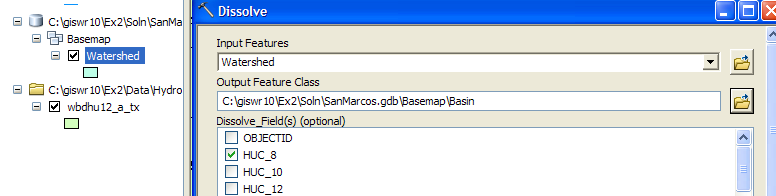 C:\giswr10\Ex2\Soln\SanMa
Basemap
Watershed
C:\giswr10\Ex2\Data\Hydro
wbdhu12_a_tx
Dissolve
Input Features
Watershed
Output Feature Class
C:\giswr10\Ex2\Soln\SanMarcos.gdb\Basemap\Basin
Dissolve_Field(s) (optional)
OBJECTID
HUC_8
HUC_10
HUC_12